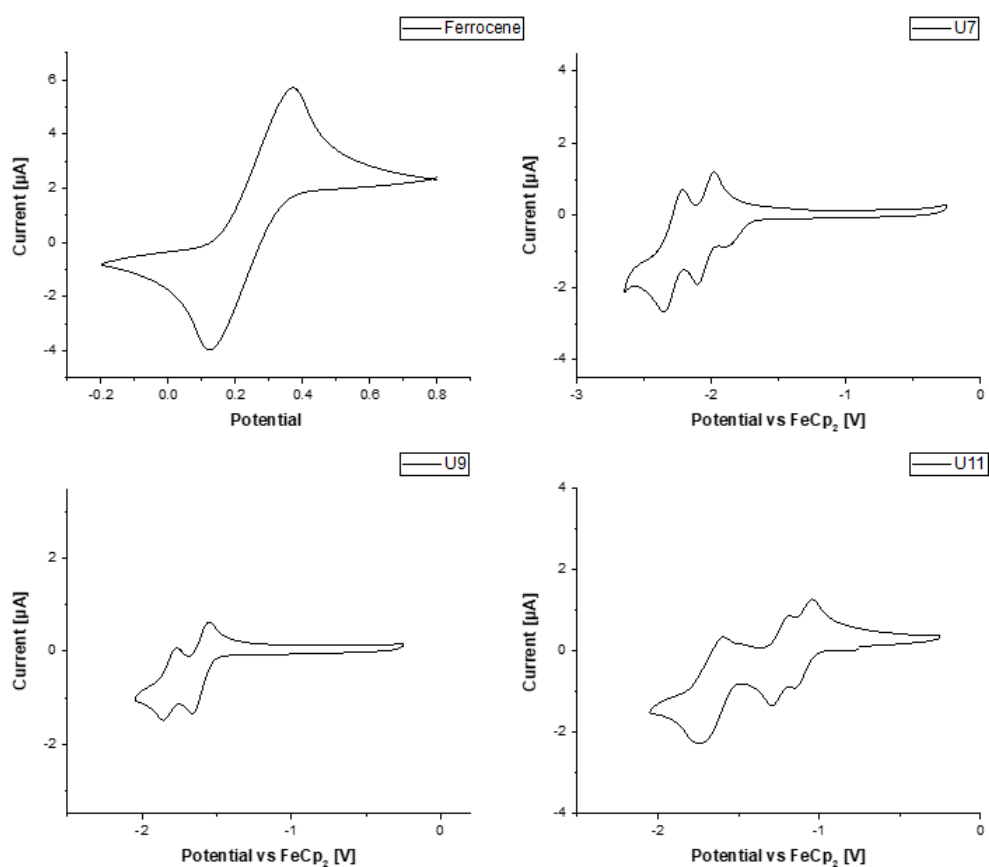 Ferrocene
Current [µA]
6
4
2
0
-2
-4
-0.2 0.0 0.2 0.4 0.6 0.8
Potential
U7
Current [µA]
4
2
0
-2
-4
-3 -2 -1 0
Potential vs FeCp2 [V]
U9
Current [µA]
2
0
-2
-2 -1 0
Potential vs FeCp2 [V]
U11
Current [µA]
4
2
0
-2
-4
-2 -1
Potential vs FeCp2 [V]